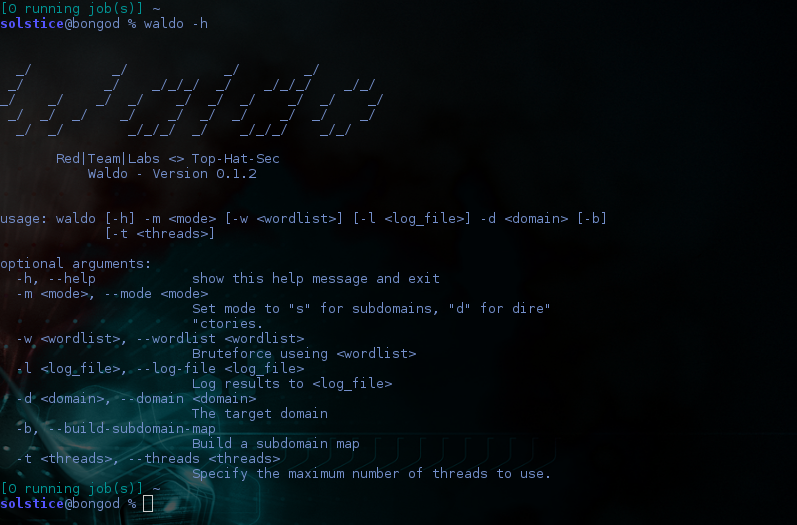 [0 running job(s)] ~
solstice@bongod % waldo -h
Waldo
Red|Team|Labs <> Top-Hat-Sec
Waldo - Version 0.1.2
usage: waldo [-h] -m <mode> [-w <wordlist>] [-l <log_file>] -d <domain> [-b]
[-t <threads>]
optional arguments:
-h, --help show this help message and exit
-m <mode>, --mode <mode>
Set mode to "s" for subdomains, "d" for dire"
"ctories.
-w <wordlist>, --wordlist <wordlist>
Bruteforce useing <wordlist>
-l <log_file>, --log-file <log_file>
Log results to <log_file>
-d <domain>, --domain <domain>
The target domain
-b, --build-subdomain-map
Build a subdomain map
-t <threads>, --threads <threads>
Specify the maximum number of threads to use.
[0 running job(s)] ~
solstice@bongod %